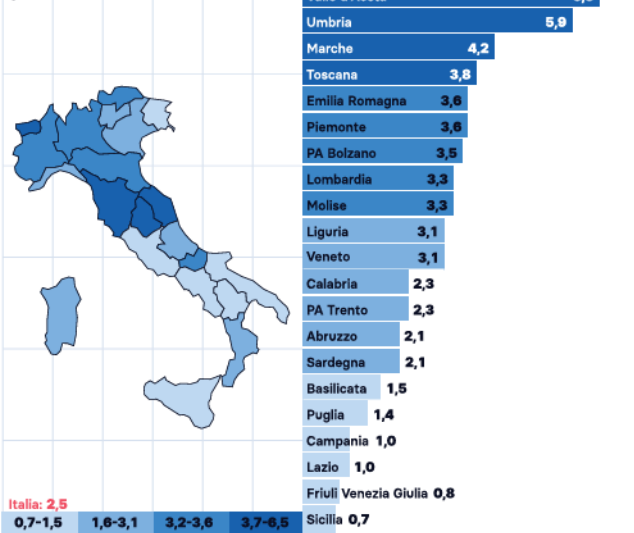 Umbria 5,9
Marche 4,2
Toscana 3,8
Emilia Romagna 3,6
Piemonte 3,6
PA Bolzano 3,5
Lombardia 3,3
Molise 3,3
Liguria 3,1
Veneto 3,1
Calabria 2,3
PA Trento 2,3
Abruzzo 2,1
Sardegna 2,1
Basilicata 1,5
Puglia 1,4
Campania 1,0
Lazio 1,0
Friuli Venezia Giulia 0,8
Sicilia 0,7
Italia: 2,5
0,7-1,5 1,6-3,1 3,2-3,6 3,7-6,5